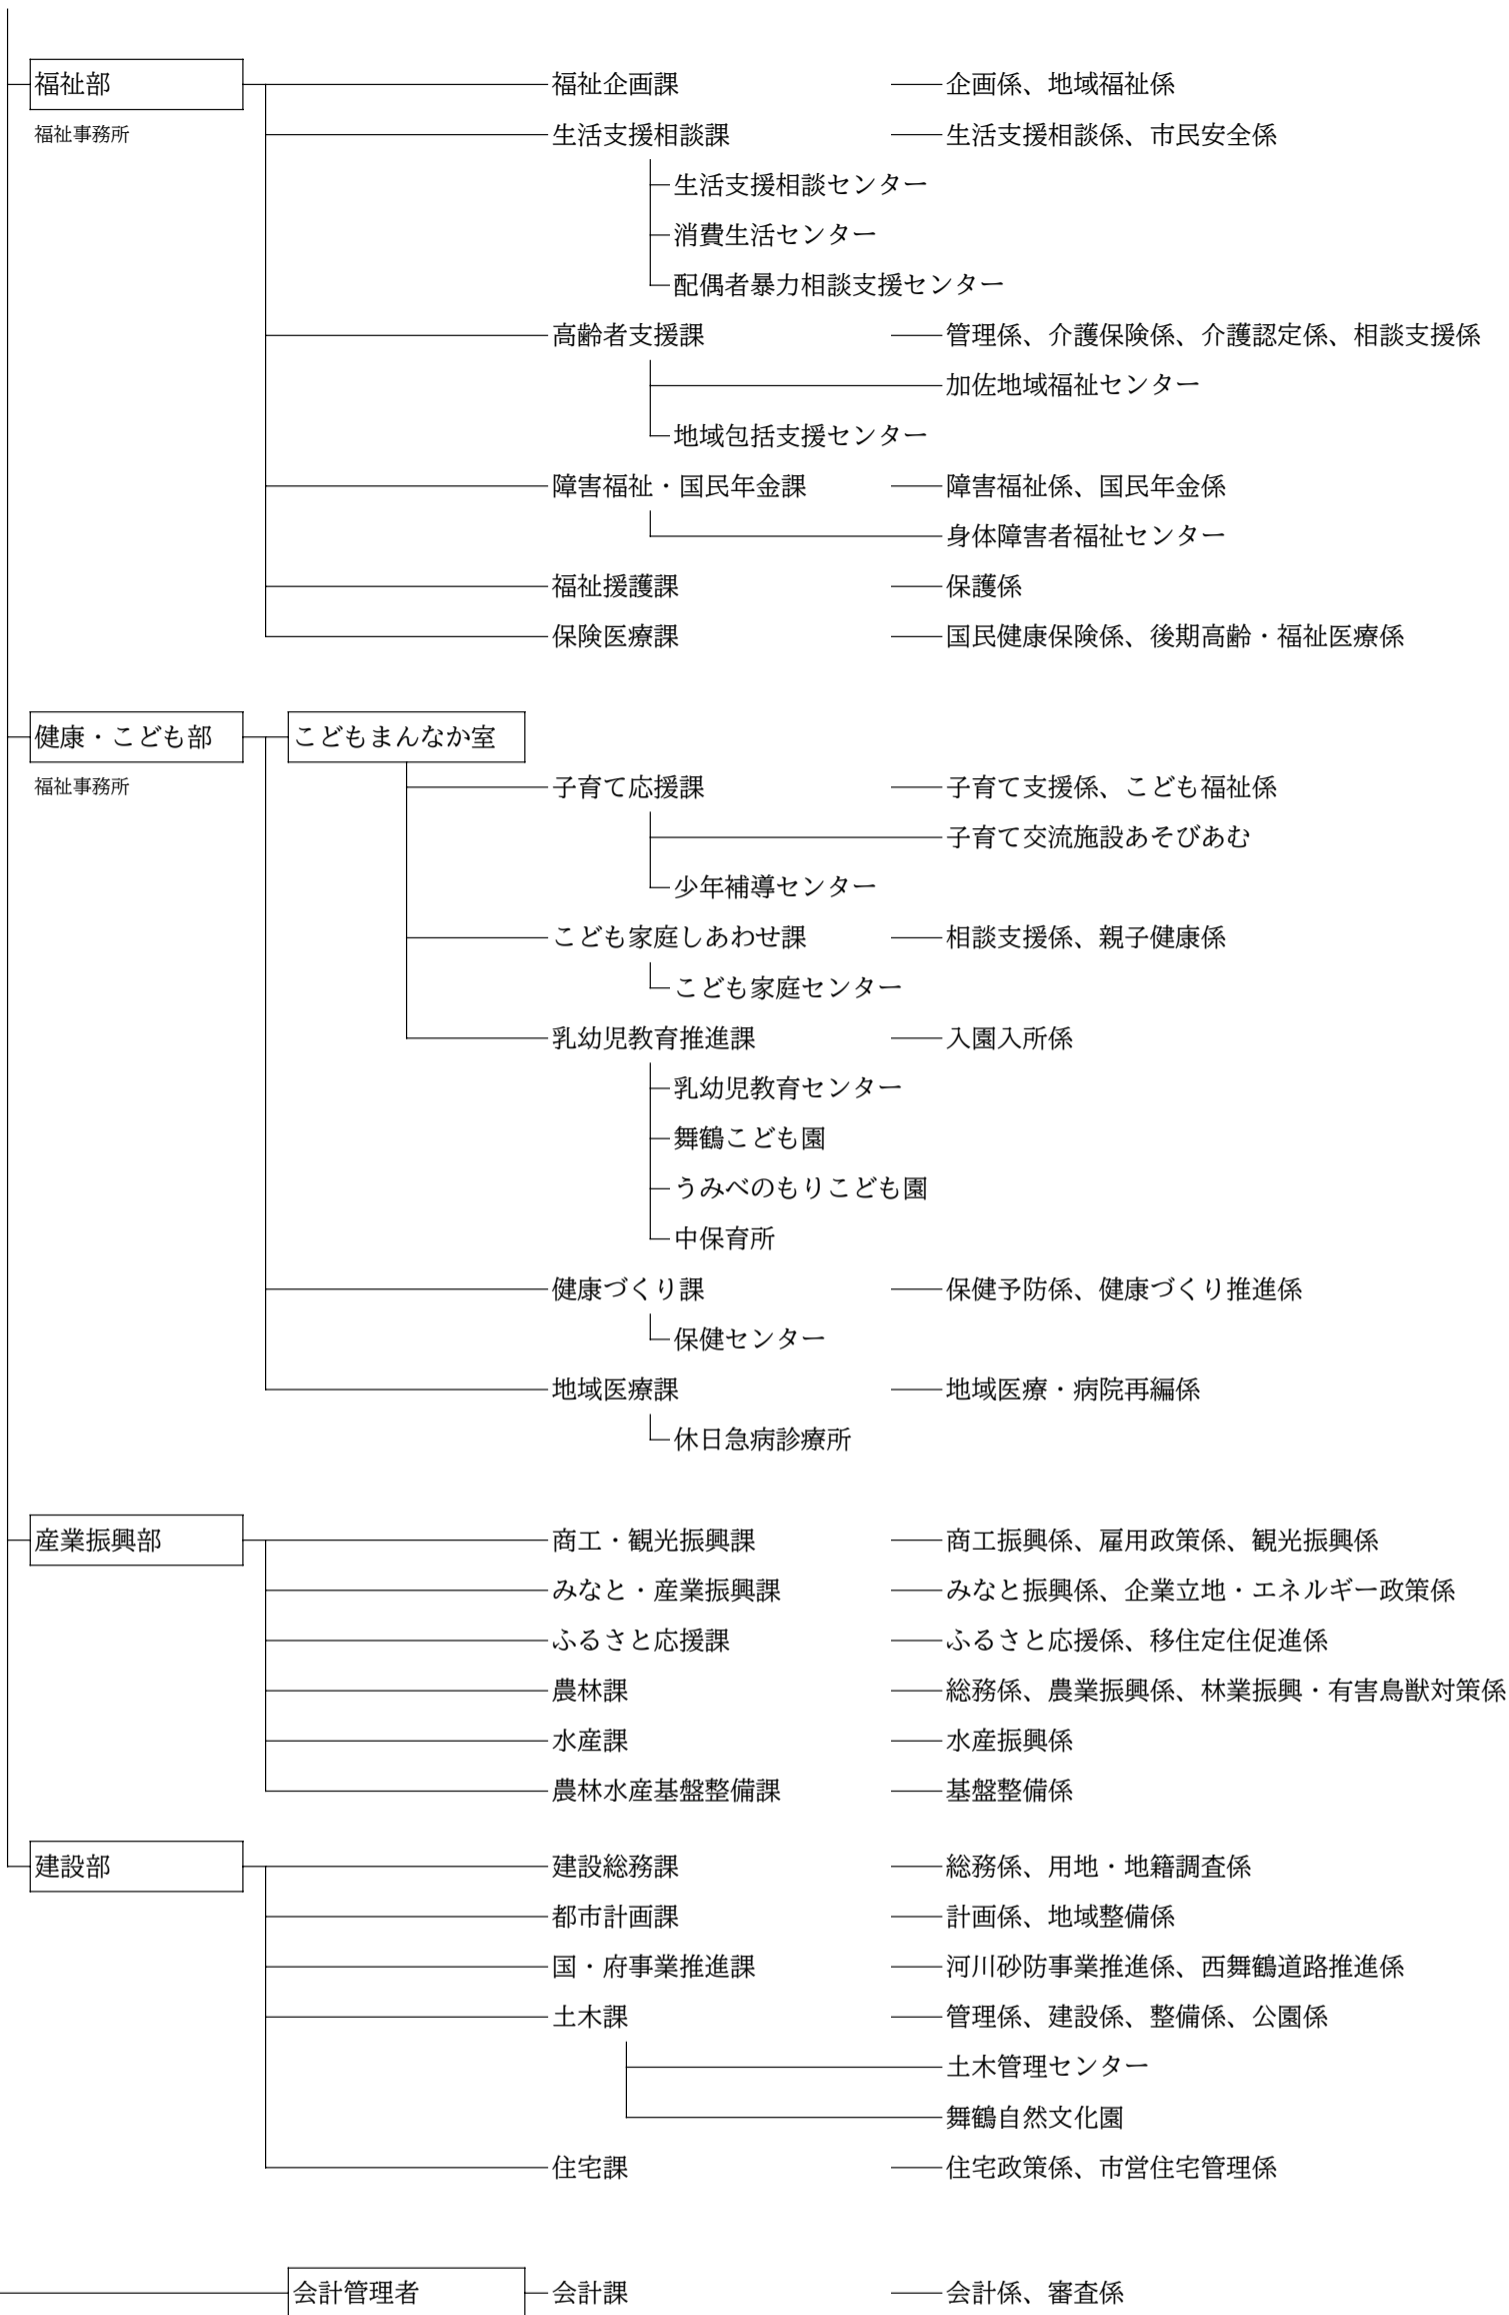 福祉部 福祉企画課 企画係、地域福祉係
福祉事務所 生活支援相談課 生活支援相談係、市民安全係
生活支援相談センター
消費生活センター
配偶者暴力相談支援センター
高齢者支援課 管理係、介護保険係、介護認定係、相談支援係
加佐地域福祉センター
地域包括支援センター
障害福祉・国民年金課 障害福祉係、国民年金係
身体障害者福祉センター
福祉援護課 保護係
保険医療課 国民健康保険係、後期高齢・福祉医療係
健康・こども部 こどもまんなか室
福祉事務所 子育て応援課 子育て支援係、こども福祉係
子育て交流施設あそびあむ
少年補導センター
こども家庭しあわせ課 相談支援係、親子健康係
こども家庭センター
乳幼児教育推進課 入園入所係
乳幼児教育センター
舞鶴こども園
うみべのもりこども園
中保育所
健康づくり課 保健予防係、健康づくり推進係
保健センター
地域医療課 地域医療・病院再編係
休日急病診療所
産業振興部 商工・観光振興課 商工振興係、雇用政策係、観光振興係
みなと・産業振興課 みなと振興係、企業立地・エネルギー政策係
ふるさと応援課 ふるさと応援係、移住定住促進係
農林課 総務係、農業振興係、林業振興・有害鳥獣対策係
水産課 水産振興係
農林水産基盤整備課 基盤整備係
建設部 建設総務課 総務係、用地・地籍調査係
都市計画課 計画係、地域整備係
国・府事業推進課 河川砂防事業推進係、西舞鶴道路推進係
土木課 管理係、建設係、整備係、公園係
土木管理センター
舞鶴自然文化園
住宅課 住宅政策係、市営住宅管理係
会計管理者 会計課 会計係、審査係